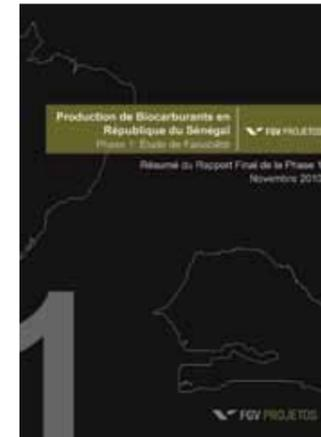 Production de Biocarburants en
République du Sénégal
Phase 1: Étude de Faisabilité
FGV PROJETOS
Résumé du Rapport Final de la Phase 1
Novembre 2010
1
FGV PROJETOS